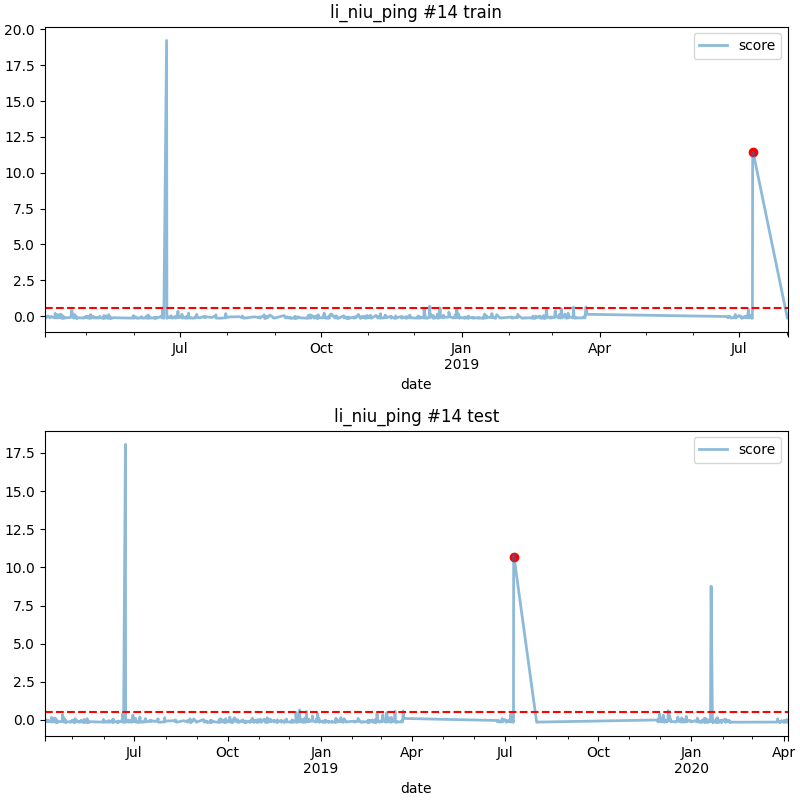 li_niu_ping #14 train
score
20.0
17.5
15.0
12.5
10.0
7.5
5.0
2.5
0.0
Jul
Oct
Jan
2019
Apr
Jul
date
li_niu_ping #14 test
score
17.5
15.0
12.5
10.0
7.5
5.0
2.5
0.0
Jul
Oct
Jan
2019
Apr
Jul
Oct
Jan
2020
Apr
date